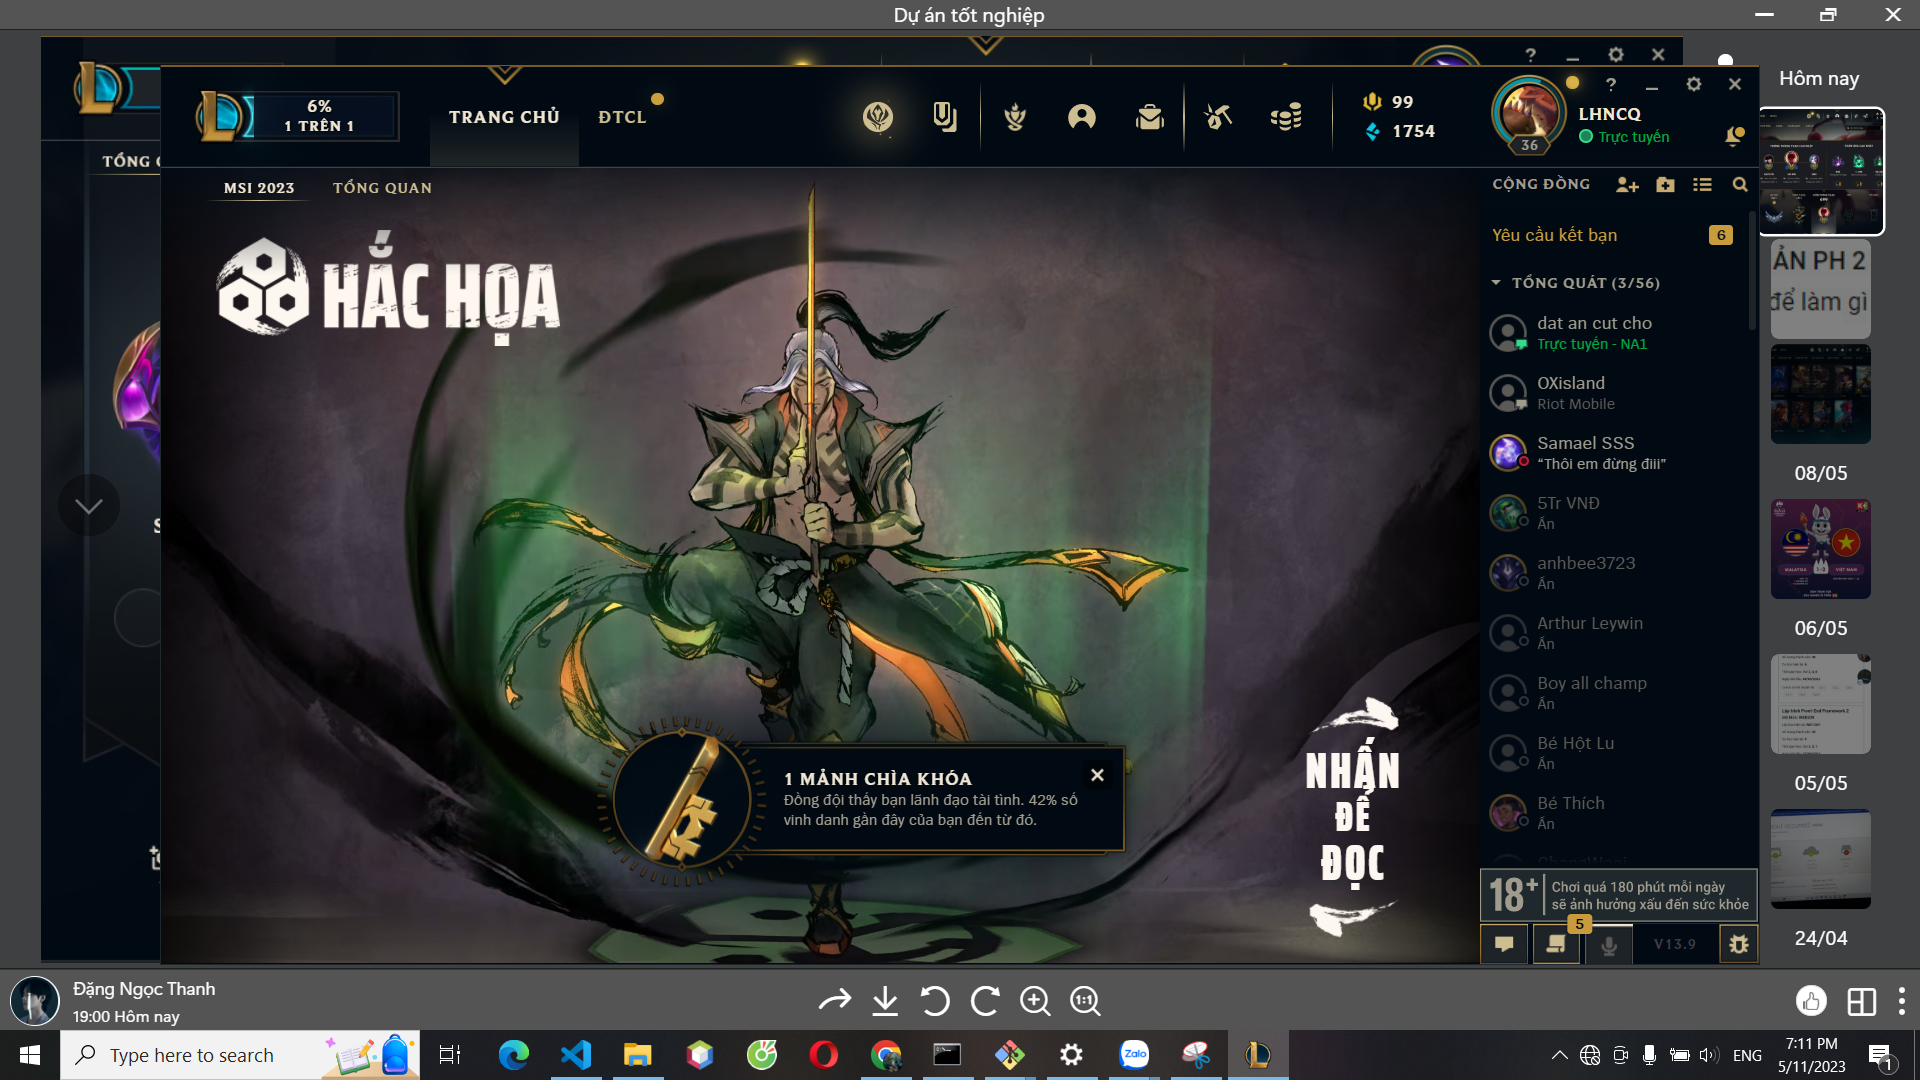 Dự án tốt nghiệp
Hôm nay
6%
1 TRÊN 1
TRANG CHỦ
ĐTCL
99
1754
36
LHNCQ
Trực tuyến
TỔNG
MSI 2023
TỔNG QUAN
HẮC HỌA
CỘNG ĐỒNG
Yêu cầu kết bạn
6
TỔNG QUÁT (3/56)
dat an cut cho
Trực tuyến - NA1
OXisland
Riot Mobile
Samael SSS
“Thôi em đừng điii”
5Tr VNĐ
Ẩn
anhbee3723
Ẩn
Arthur Leywin
Ẩn
Boy all champ
Ẩn
Bé Hột Lu
Ẩn
Bé Thích
Ẩn
1 MẢNH CHÌA KHÓA
Đồng đội thấy bạn lãnh đạo tài tình. 42% số
vinh danh gần đây của bạn đến từ đó.
NHẤN
ĐỂ
ĐỌC
18+
Chơi quá 180 phút mỗi ngày
sẽ ảnh hưởng xấu đến sức khỏe
5
V13.9
ẢN PH 2
để làm gì
08/05
MALAYSIA
VIỆT NAM
06/05
05/05
24/04
Đặng Ngọc Thanh
19:00 Hôm nay
1:1
Type here to search
Zalo
ENG
7:11 PM
5/11/2023
1